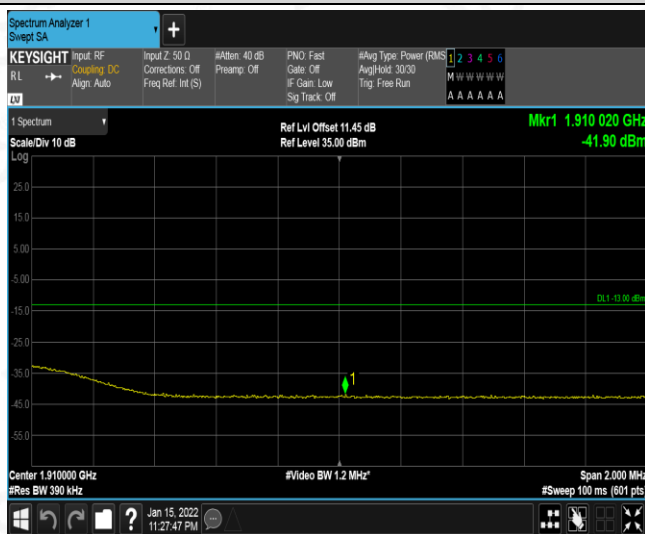 Spectrum Analyzer 1
Swept SA
+
KEYSIGHT
RL
LXI
Input: RF
Coupling: DC
Align: Auto
Input Z: 50 Ω
Corrections: Off
Freq Ref: Int (S)
#Atten: 40 dB
Preamp: Off
PNO: Fast
Gate: Off
IF Gain: Low
Sig Track: Off
#Avg Type: Power (RMS
Avg|Hold: 30/30
Trig: Free Run
1 2 3 4 5 6
M W W W W W
A A A A A A
1 Spectrum
Scale/Div 10 dB
Log
Ref Lvl Offset 11.45 dB
Ref Level 35.00 dBm
Mkr1 1.910 020 GHz
-41.90 dBm
25.0
15.0
5.00
-5.00
DL1 -13.00 dBm
-15.0
-25.0
-35.0
1
-45.0
-55.0
Center 1.910000 GHz
#Res BW 390 kHz
#Video BW 1.2 MHz*
Span 2.000 MHz
#Sweep 100 ms (601 pts)
?
Jan 15, 2022
11:27:47 PM